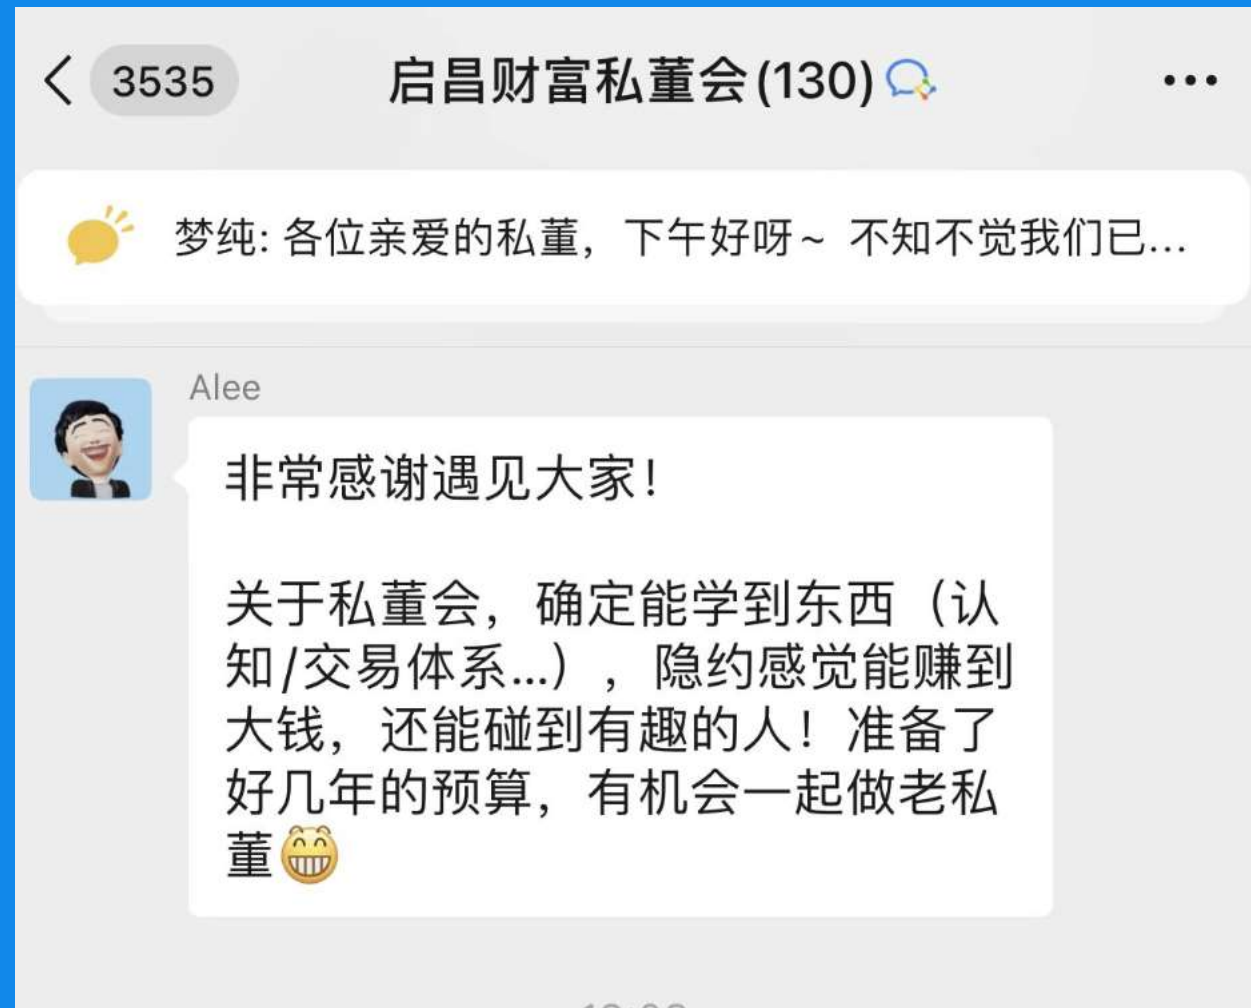 3535
启昌财富私董会(130)
梦纯: 各位亲爱的私董，下午好呀~ 不知不觉我们已...
Alee
非常感谢遇见大家！
关于私董会，确定能学到东西（认
知/交易体系...），隐约感觉能赚到
大钱，还能碰到有趣的人！准备了
好几年的预算，有机会一起做老私
董